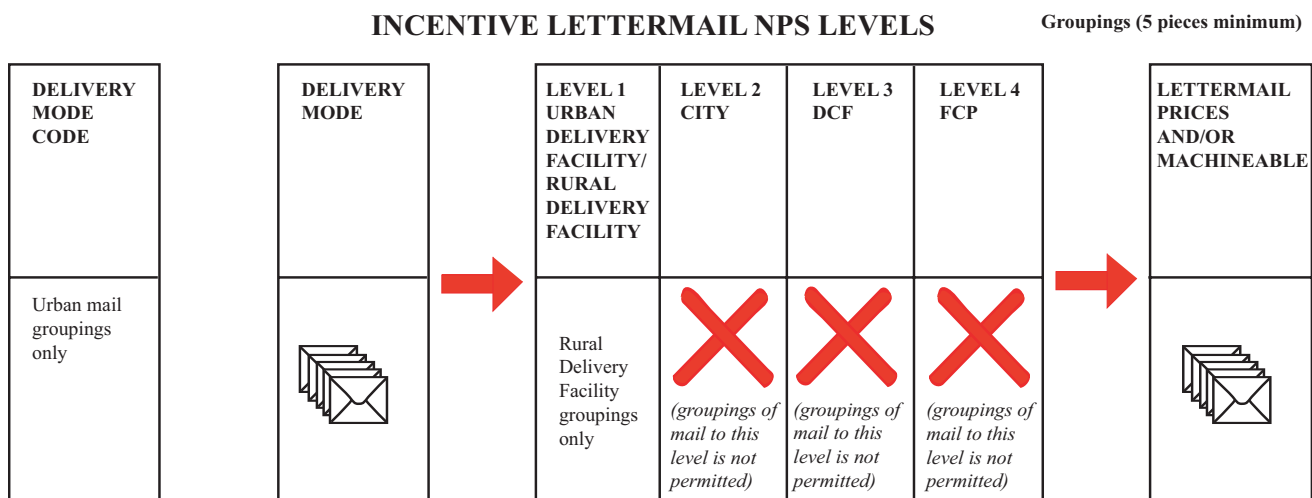 INCENTIVE LETTERMAIL NPS LEVELS
Groupings (5 pieces minimum)
DELIVERY
MODE
CODE
Urban mail
groupings
only
DELIVERY
MODE
LEVEL 1
URBAN
DELIVERY
FACILITY/
RURAL
DELIVERY
FACILITY
Rural
Delivery
Facility
groupings
only
LEVEL 2
CITY
(groupings of
mail to this
level is not
permitted)
LEVEL 3
DCF
(groupings of
mail to this
level is not
permitted)
LEVEL 4
FCP
(groupings of
mail to this
level is not
permitted)
LETTERMAIL
PRICES
AND/OR
MACHINEABLE